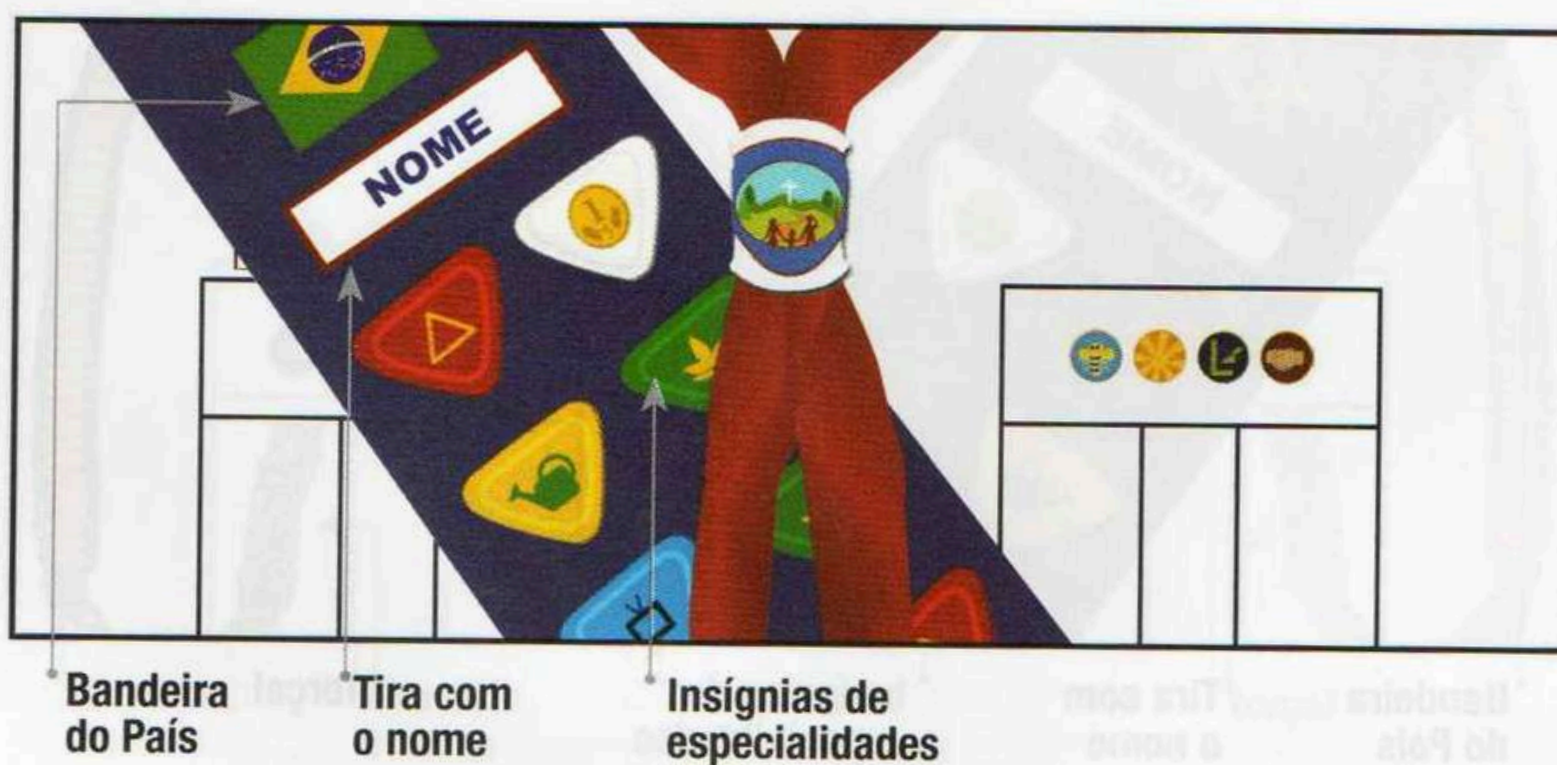 NOME
Bandeira
do País
Tira com
o nome
Insígnias de
especialidades